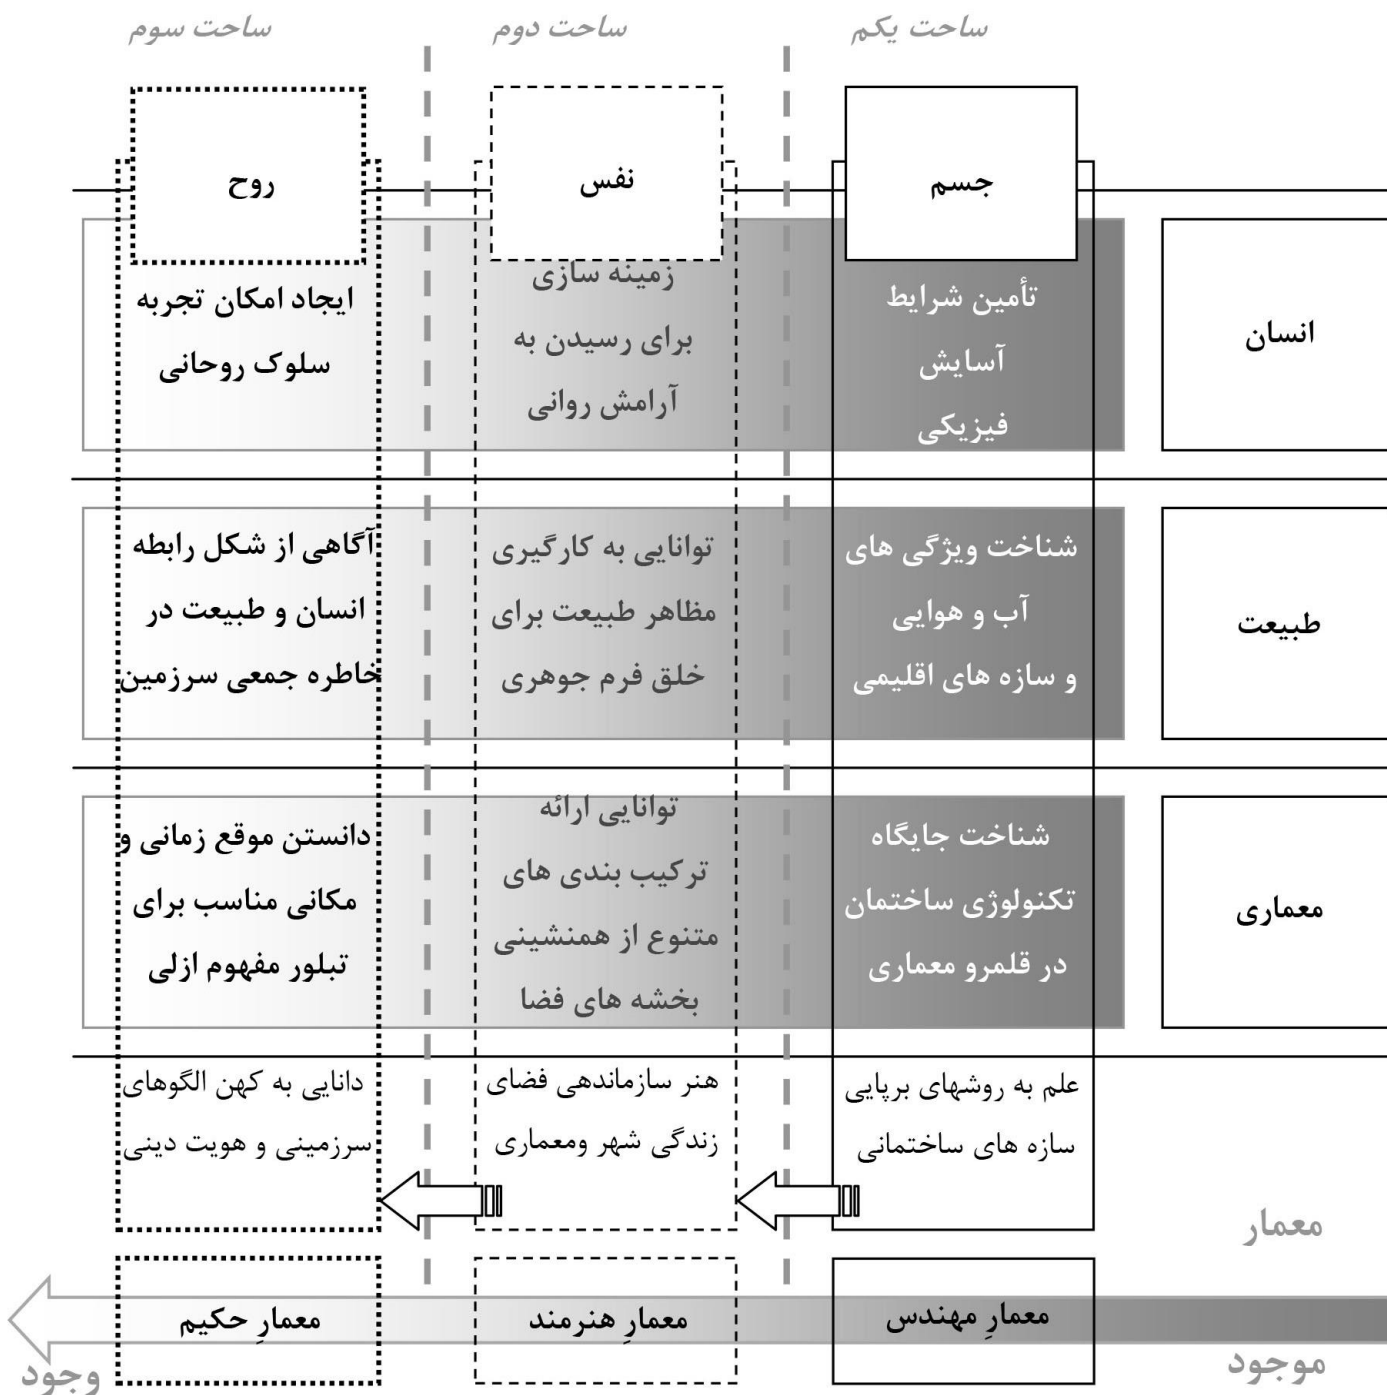 ساحت یکم
ساحت دوم
ساحت سوم
جسم
نفس
روح
انسان
تأمین شرایط
آسایش
فیزیکی
زمینه سازی
برای رسیدن به
آرامش روانی
ایجاد امکان تجربه
سلوک روحانی
طبیعت
شناخت ویژگی های
آب و هوایی
و سازه های اقلیمی
توانایی به کارگیری
مظاهر طبیعت برای
خلق فرم جوهری
آگاهی از شکل رابطه
انسان و طبیعت در
خاطره جمعی سرزمین
معماری
شناخت جایگاه
تکنولوژی ساختمان
در قلمرو معماری
توانایی ارائه
ترکیب بندی های
متنوع از همنشینی
بخشه های فضا
دانستن موقع زمانی و
مکانی مناسب برای
تبلور مفهوم ازلی
علم به روشهای برپایی
سازه های ساختمانی
هنر سازماندهی فضای
زندگی شهر ومعماری
دانایی به کهن الگوهای
سرزمینی و هویت دینی
معمار
معمارِ مهندس
معمارِ هنرمند
معمارِ حکیم
موجود
وجود